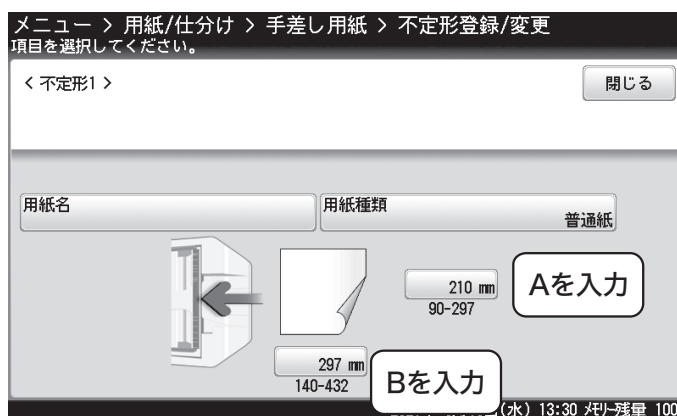 メニュー > 用紙/仕分け > 手差し用紙 > 不定形登録/変更
項目を選択してください。
< 不定形1 >
閉じる
用紙名
用紙種類
普通紙
210 mm
90-297
Aを入力
297 mm
140-432
Bを入力
(水) 13:30 メモリー残量 100